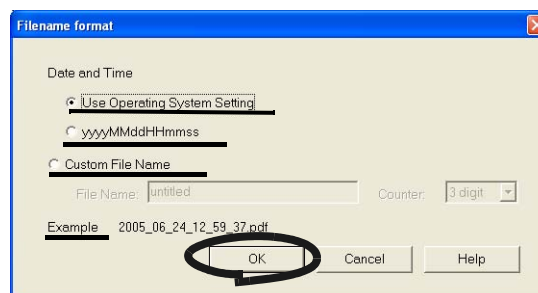 Filename format
Date and Time
Use Operating System Setting
yyyyMMddHHmmss
Custom File Name
File Name: untitled Counter: 3 digit
Example 2005_06_24_12_59_37.pdf
OK Cancel Help